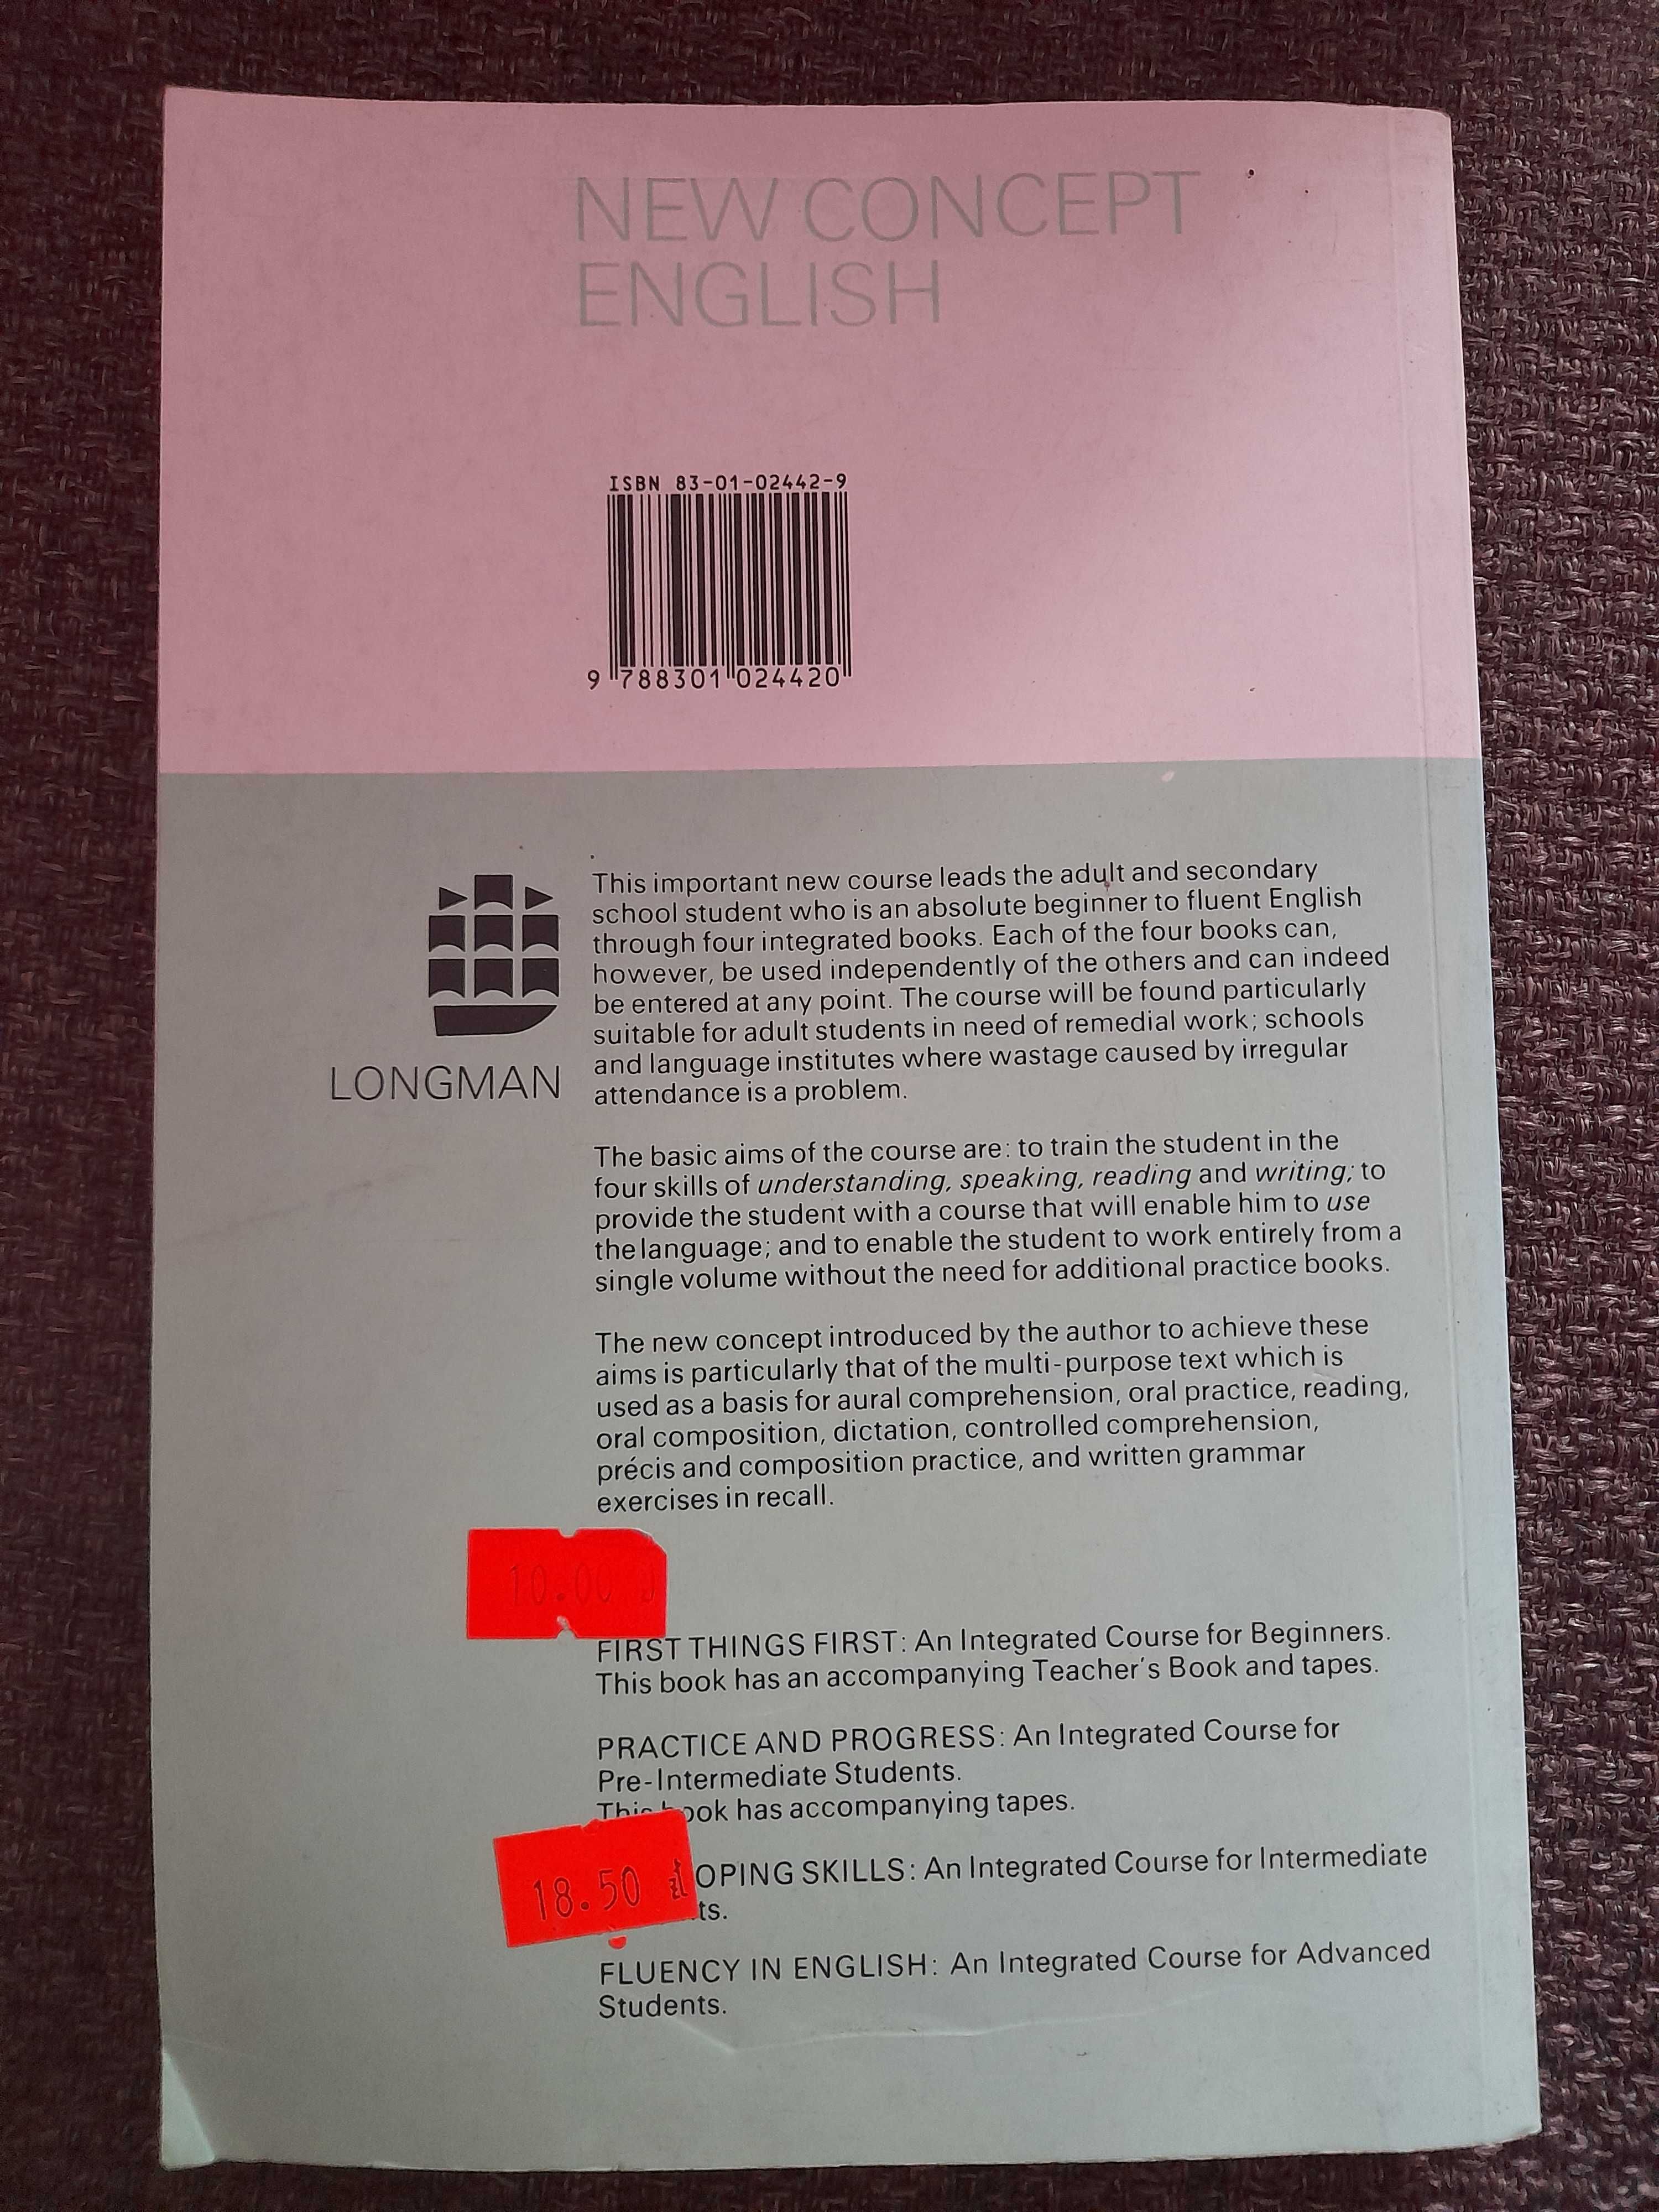 NEW CONCEPT
ENGLISH
ISBN 83-01-02442-9
9 788301 024420
LONGMAN
This important new course leads the adult and secondary
school student who is an absolute beginner to fluent English
through four integrated books. Each of the four books can,
however, be used independently of the others and can indeed
be entered at any point. The course will be found particularly
suitable for adult students in need of remedial work; schools
and language institutes where wastage caused by irregular
attendance is a problem.
The basic aims of the course are: to train the student in the
four skills of understanding, speaking, reading and writing; to
provide the student with a course that will enable him to use
the language; and to enable the student to work entirely from a
single volume without the need for additional practice books.
The new concept introduced by the author to achieve these
aims is particularly that of the multi-purpose text which is
used as a basis for aural comprehension, oral practice, reading,
oral composition, dictation, controlled comprehension,
précis and composition practice, and written grammar
exercises in recall.
10.00
FIRST THINGS FIRST: An Integrated Course for Beginners.
This book has an accompanying Teacher's Book and tapes.
PRACTICE AND PROGRESS: An Integrated Course for
Pre-Intermediate Students.
This book has accompanying tapes.
18.50 zł
OPING SKILLS: An Integrated Course for Intermediate
ts.
FLUENCY IN ENGLISH: An Integrated Course for Advanced
Students.